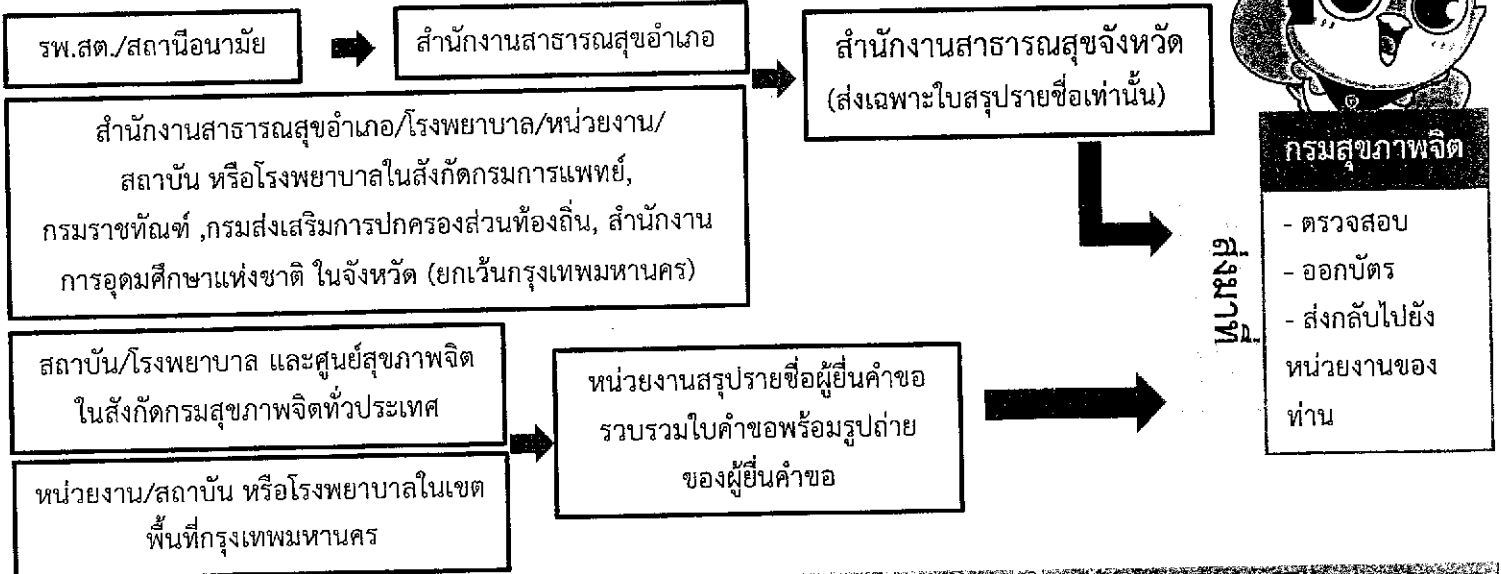 รพ.สต./สถานีอนามัย
สำนักงานสาธารณสุขอำเภอ
สำนักงานสาธารณสุขจังหวัด
(ส่งเฉพาะใบสรุปรายชื่อเท่านั้น)
สำนักงานสาธารณสุขอำเภอ/โรงพยาบาล/หน่วยงาน/
สถาบัน หรือโรงพยาบาลในสังกัดกรมการแพทย์,
กรมราชทัณฑ์ ,กรมส่งเสริมการปกครองส่วนท้องถิ่น, สำนักงาน
การอุดมศึกษาแห่งชาติ ในจังหวัด (ยกเว้นกรุงเทพมหานคร)
สถาบัน/โรงพยาบาล และศูนย์สุขภาพจิต
ในสังกัดกรมสุขภาพจิตทั่วประเทศ
หน่วยงาน/สถาบัน หรือโรงพยาบาลในเขต
พื้นที่กรุงเทพมหานคร
หน่วยงานสรุปรายชื่อผู้ยื่นคำขอ
รวบรวมใบคำขอพร้อมรูปถ่าย
ของผู้ยื่นคำขอ
ส่งมาที่
กรมสุขภาพจิต
- ตรวจสอบ
- ออกบัตร
- ส่งกลับไปยัง
หน่วยงานของ
ท่าน